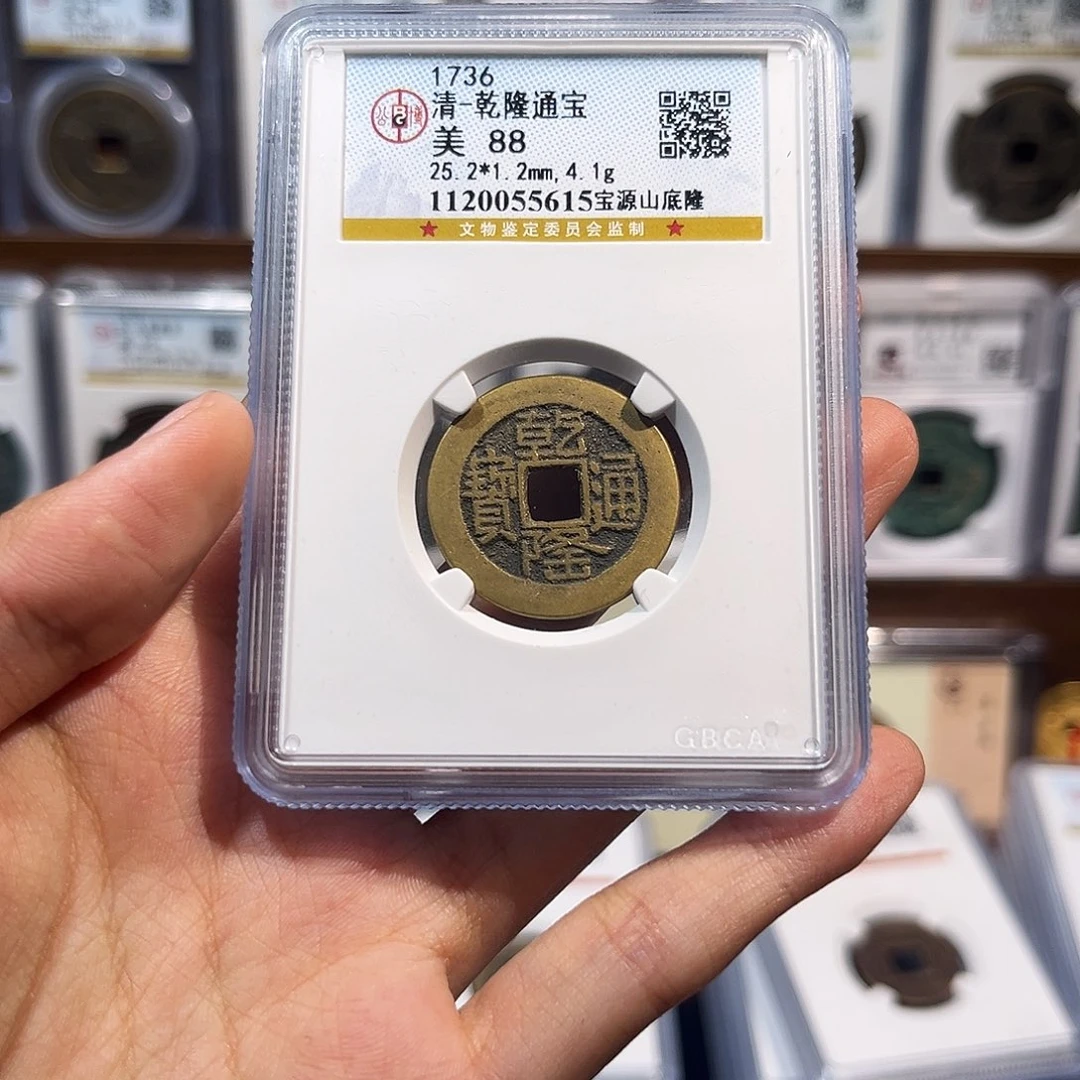 1736
清-乾隆通宝
公 博
美 88
25.2*1.2mm,4.1g
1120055615宝源山底隆
★ 文物鉴定委员会监制 ★
乾
寶 通
隆
GBCA